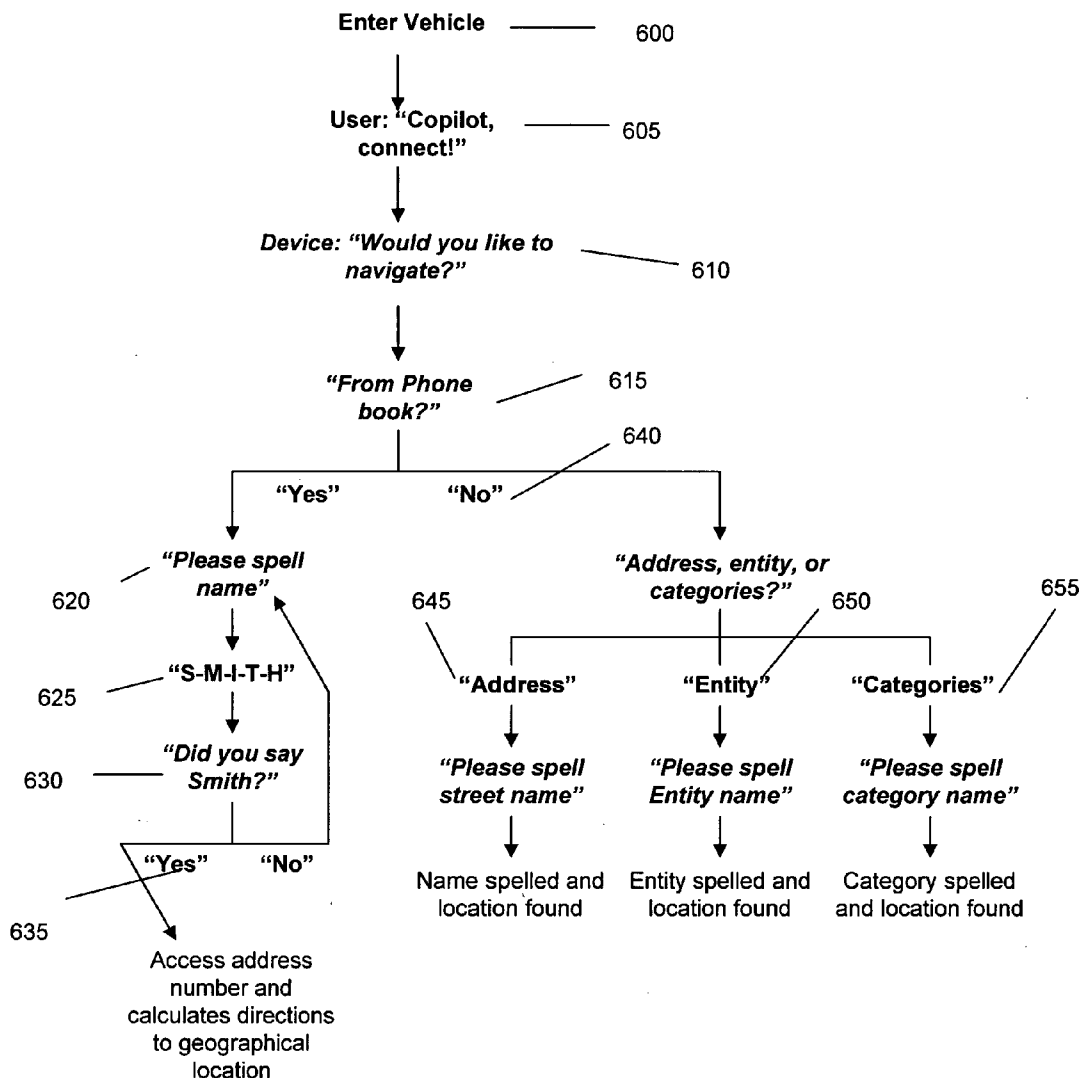 Enter Vehicle
600
User: “Copilot,
connect!”
605
Device: “Would you like to
navigate?”
610
“From Phone
book?”
615
640
“Yes”
“No”
“Please spell
name”
620
“Address, entity, or
categories?”
645
650
655
“S-M-I-T-H”
625
“Address”
“Entity”
“Categories”
“Did you say
Smith?”
630
“Please spell
street name”
“Please spell
Entity name”
“Please spell
category name”
“Yes”
“No”
635
Name spelled and
location found
Entity spelled and
location found
Category spelled
and location found
Access address
number and
calculates directions
to geographical
location